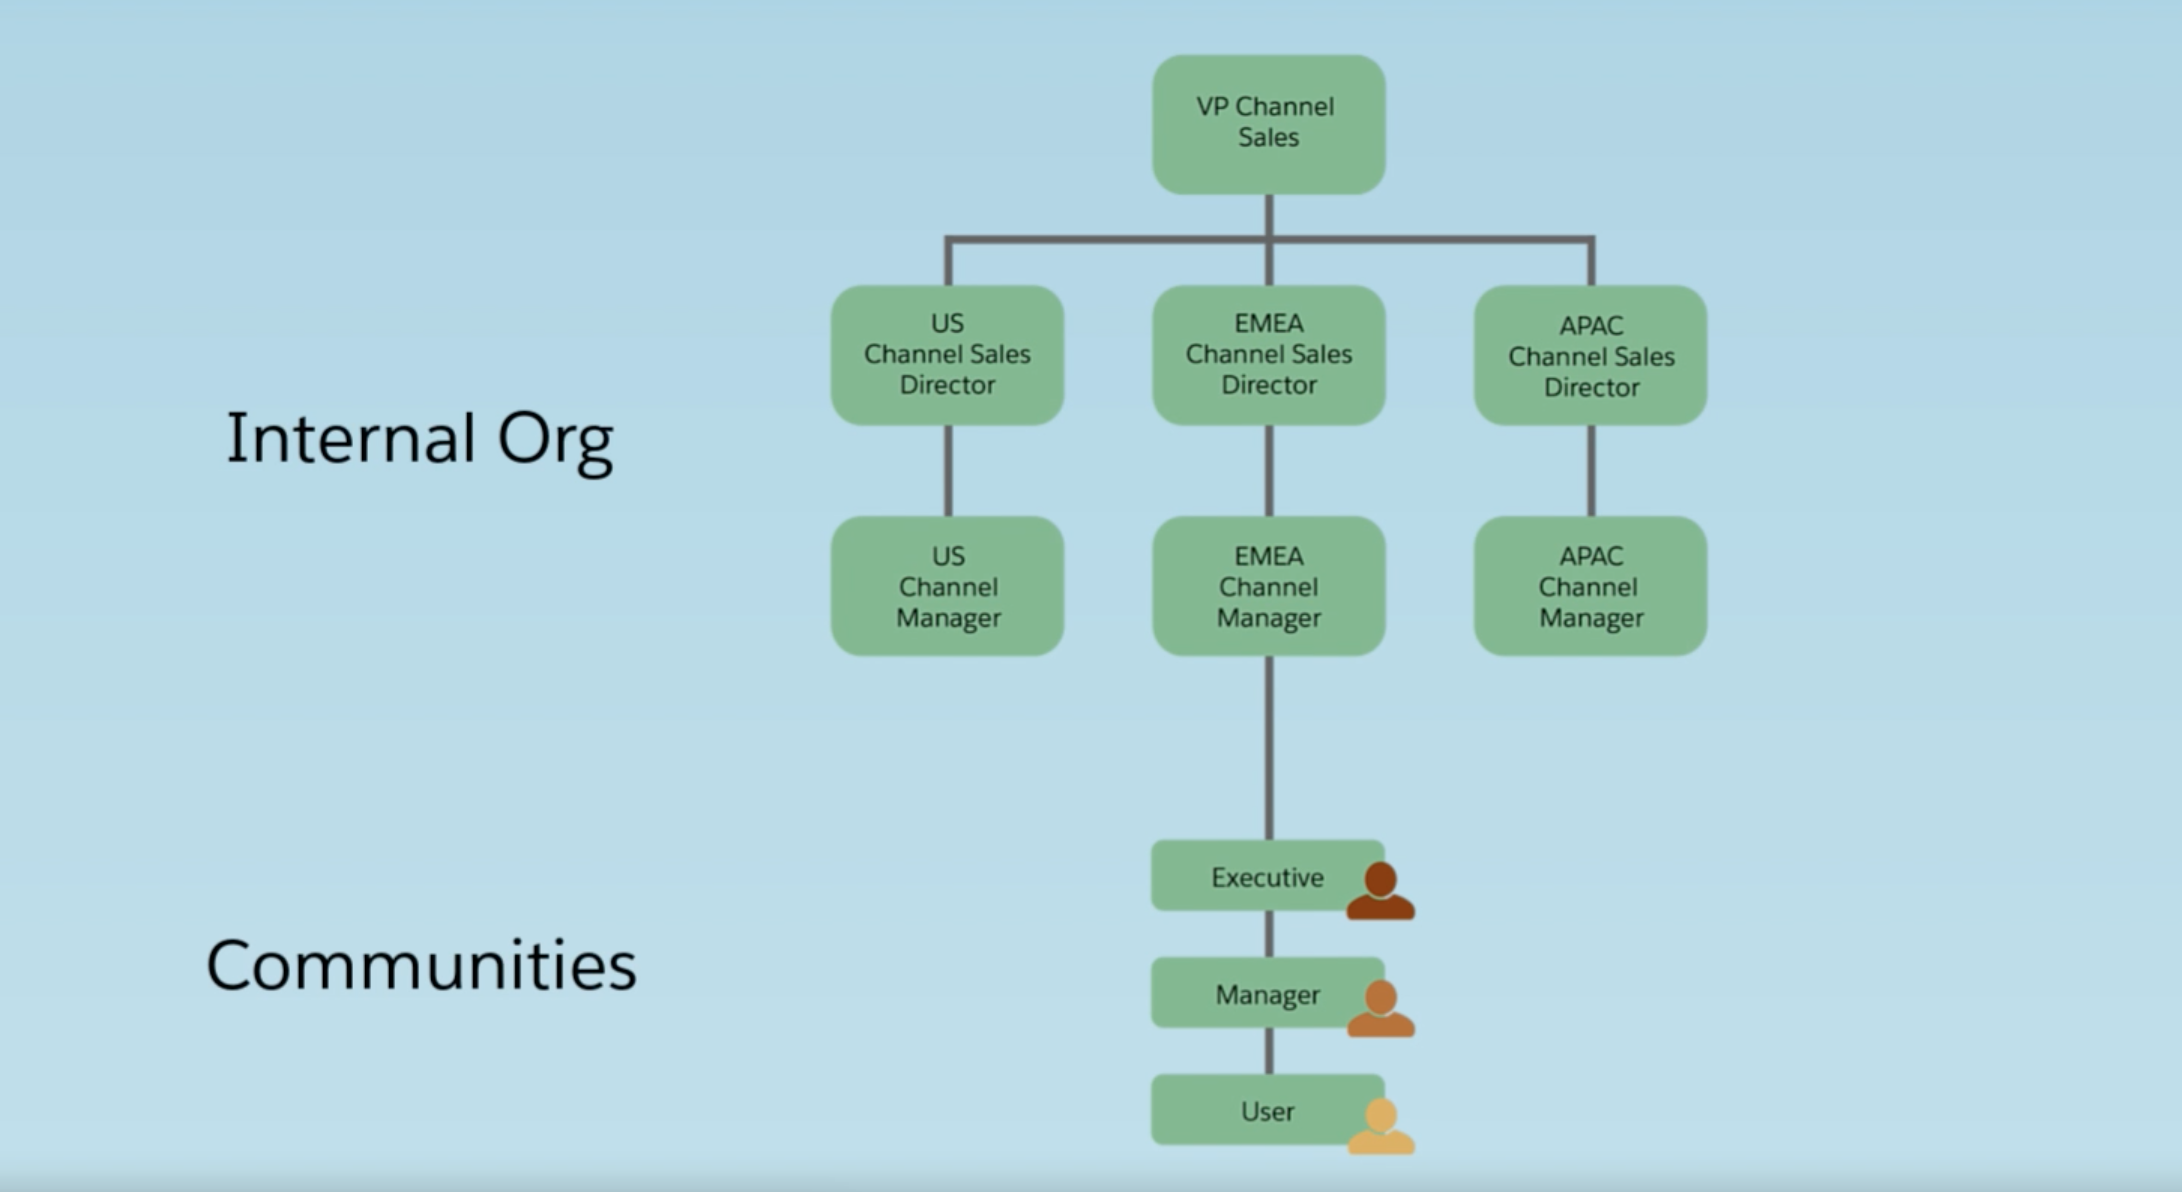 VP Channel
Sales
US
Channel Sales
Director
EMEA
Channel Sales
Director
APAC
Channel Sales
Director
Internal Org
US
Channel
Manager
EMEA
Channel
Manager
APAC
Channel
Manager
Executive
Communities
Manager
User